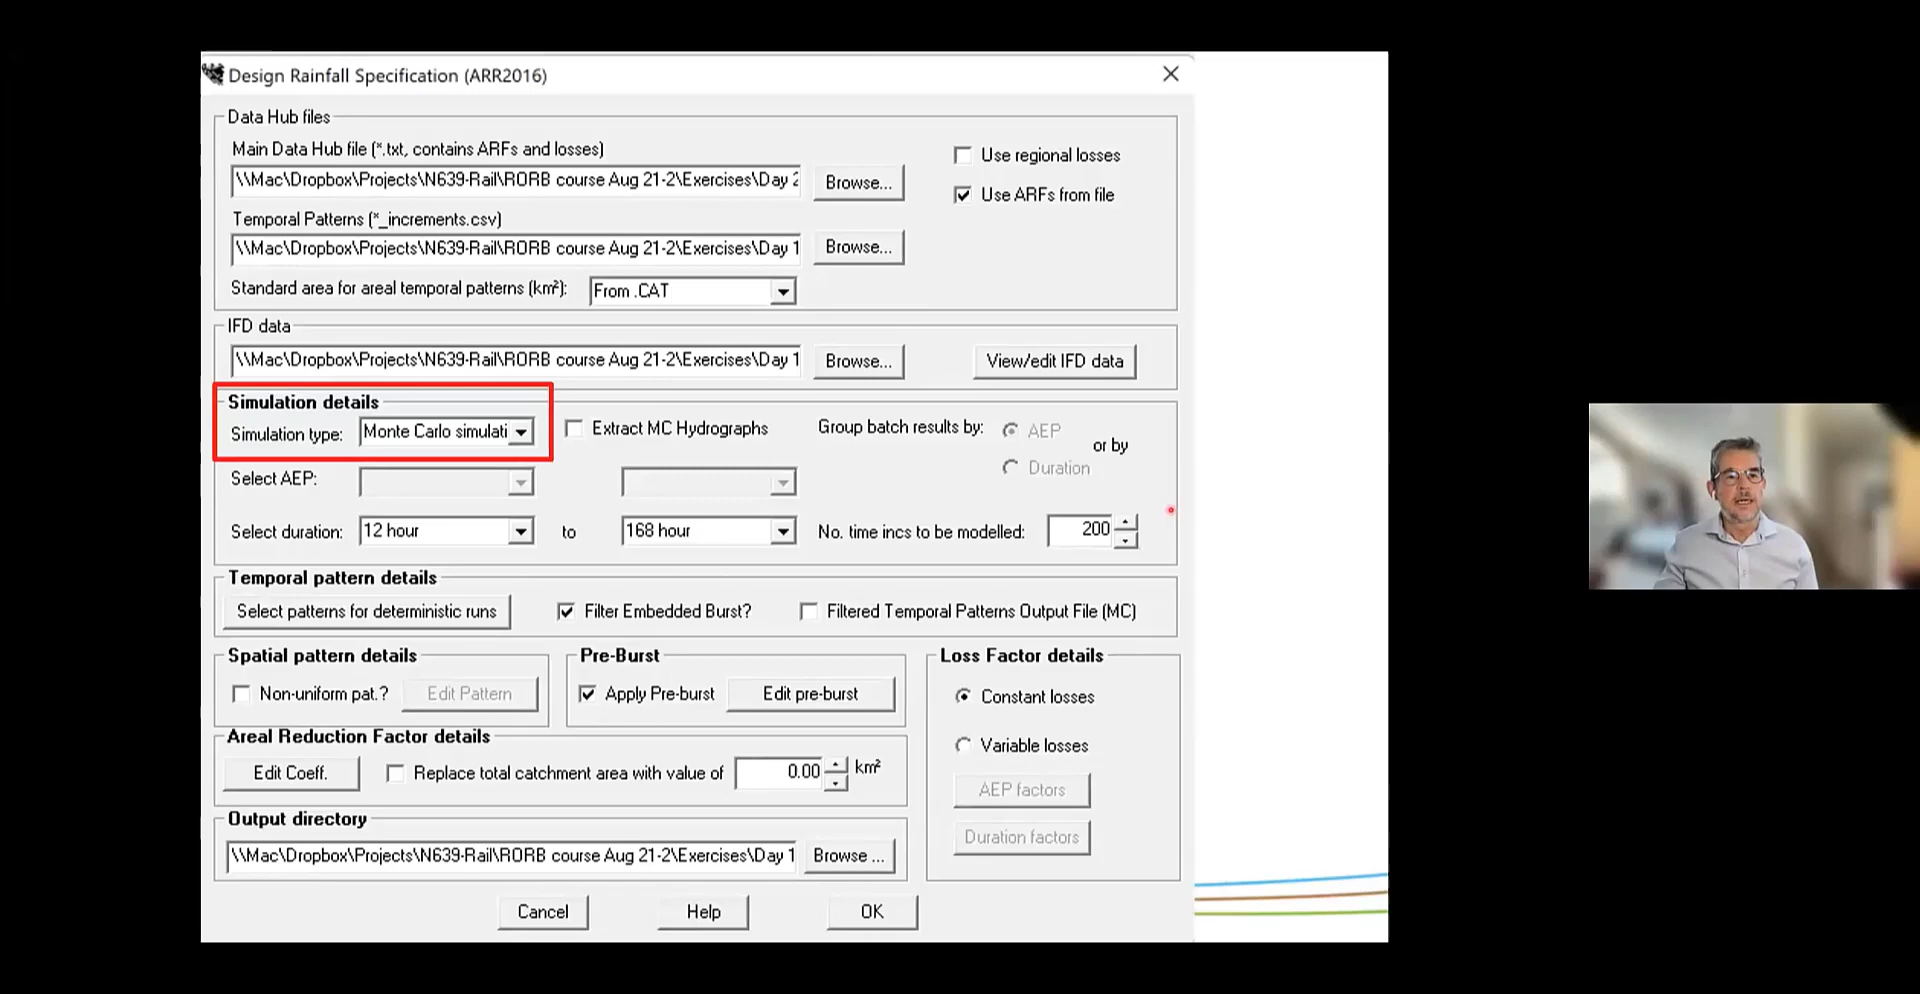 Design Rainfall Specification (ARR2016)
Data Hub files
Main Data Hub file (*.txt, contains ARFs and losses)
\\Mac\Dropbox\Projects\N639-Rail\RORB course Aug 21-2\Exercises\Day 2
Browse...
Use regional losses
Use ARFs from file
Temporal Patterns (*_increments.csv)
\\Mac\Dropbox\Projects\N639-Rail\RORB course Aug 21-2\Exercises\Day 1
Browse...
Standard area for areal temporal patterns (km²):
From .CAT
IFD data
\\Mac\Dropbox\Projects\N639-Rail\RORB course Aug 21-2\Exercises\Day 1
Browse...
View/edit IFD data
Simulation details
Simulation type:
Monte Carlo simulati
Extract MC Hydrographs
Group batch results by:
AEP
or by
Duration
Select AEP:
Select duration:
12 hour
to
168 hour
No. time incs to be modelled:
200
Temporal pattern details
Select patterns for deterministic runs
Filter Embedded Burst?
Filtered Temporal Patterns Output File (MC)
Spatial pattern details
Non-uniform pat.?
Edit Pattern
Pre-Burst
Apply Pre-burst
Edit pre-burst
Loss Factor details
Constant losses
Variable losses
AEP factors
Duration factors
Areal Reduction Factor details
Edit Coeff.
Replace total catchment area with value of
0.00
km²
Output directory
\\Mac\Dropbox\Projects\N639-Rail\RORB course Aug 21-2\Exercises\Day 1
Browse ...
Cancel
Help
OK